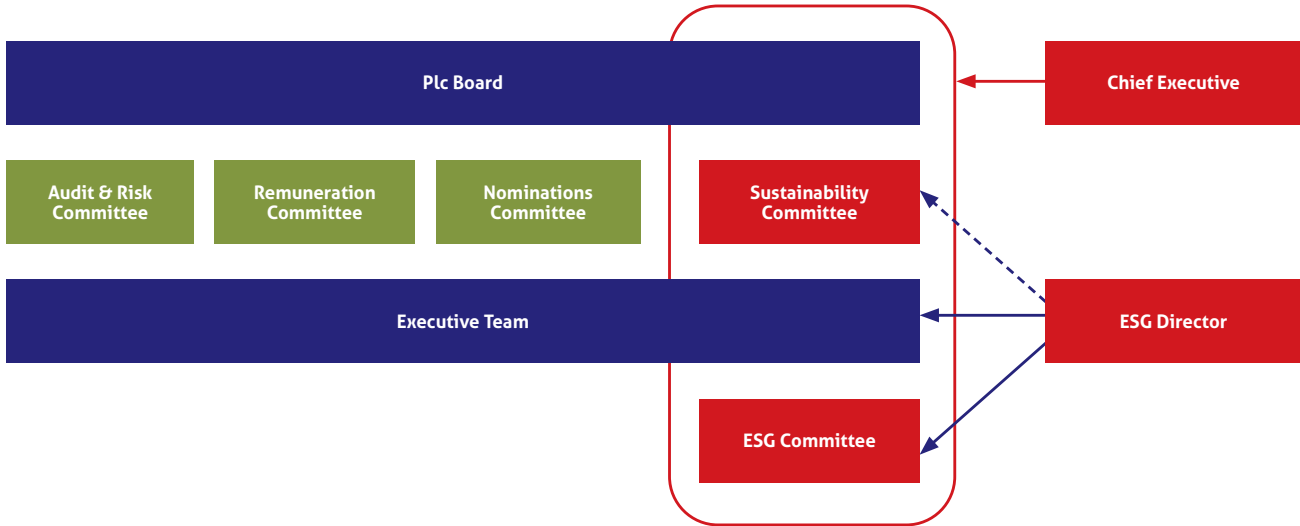 Plc Board
Chief Executive
Audit & Risk
Committee
Remuneration
Committee
Nominations
Committee
Sustainability
Committee
Executive Team
ESG Director
ESG Committee